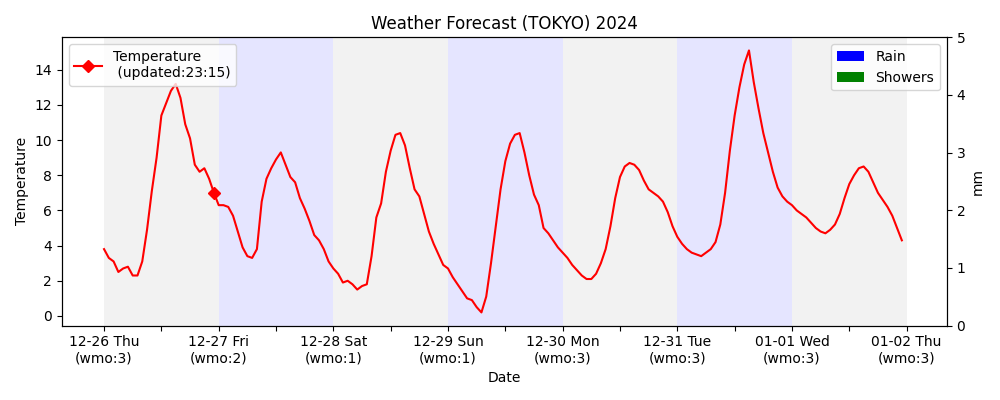 Weather Forecast (TOKYO) 2024
Temperature
(updated:23:15)
Rain
Showers
14
12
10
8
6
4
2
0
Temperature
5
4
3
2
1
0
mm
12-26 Thu
(wmo:3)
12-27 Fri
(wmo:2)
12-28 Sat
(wmo:1)
12-29 Sun
(wmo:1)
12-30 Mon
(wmo:3)
12-31 Tue
(wmo:3)
01-01 Wed
(wmo:3)
01-02 Thu
(wmo:3)
Date